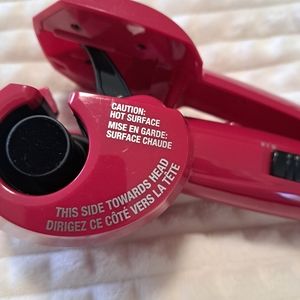 CAUTION:
HOT SURFACE
MISE EN GARDE:
SURFACE CHAUDE
THIS SIDE TOWARDS HEAD
DIRIGEZ CE CÔTÉ VERS LA TÊTE